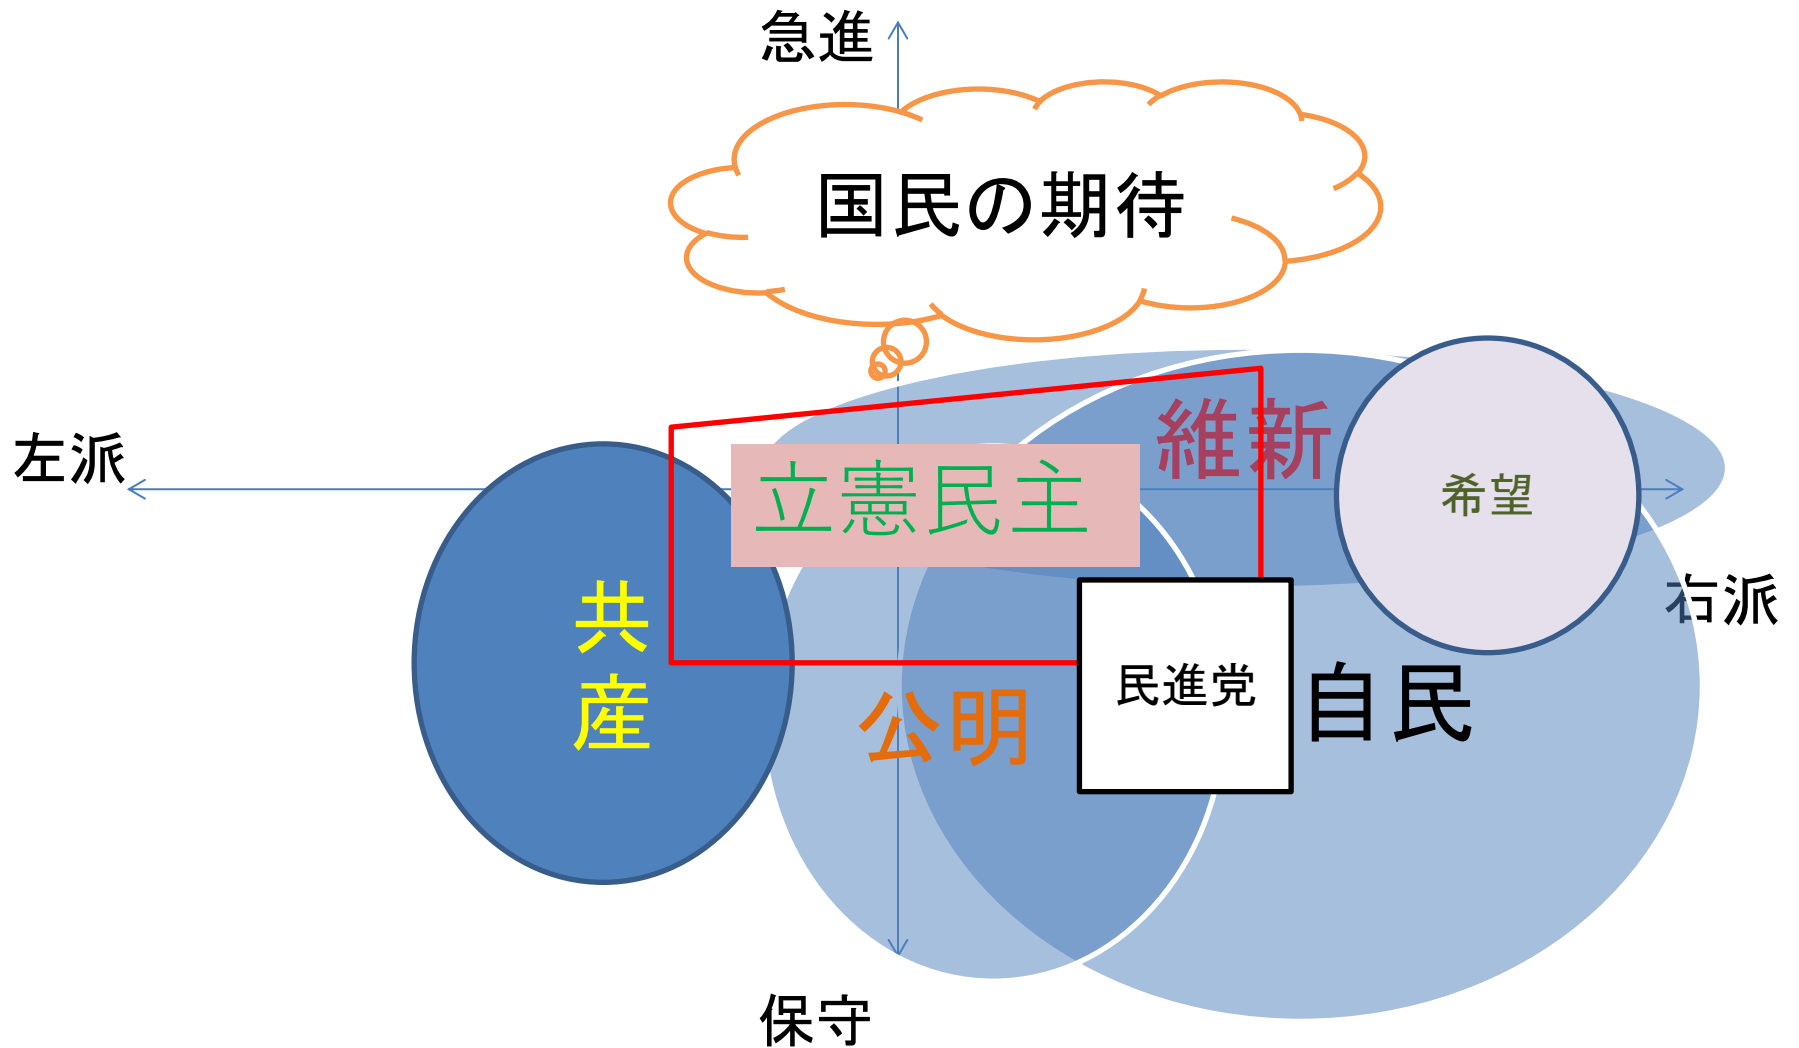 急進
国民の期待
維新
左派
立憲民主
希望
右派
共
産
民進党
自民
公明
保守